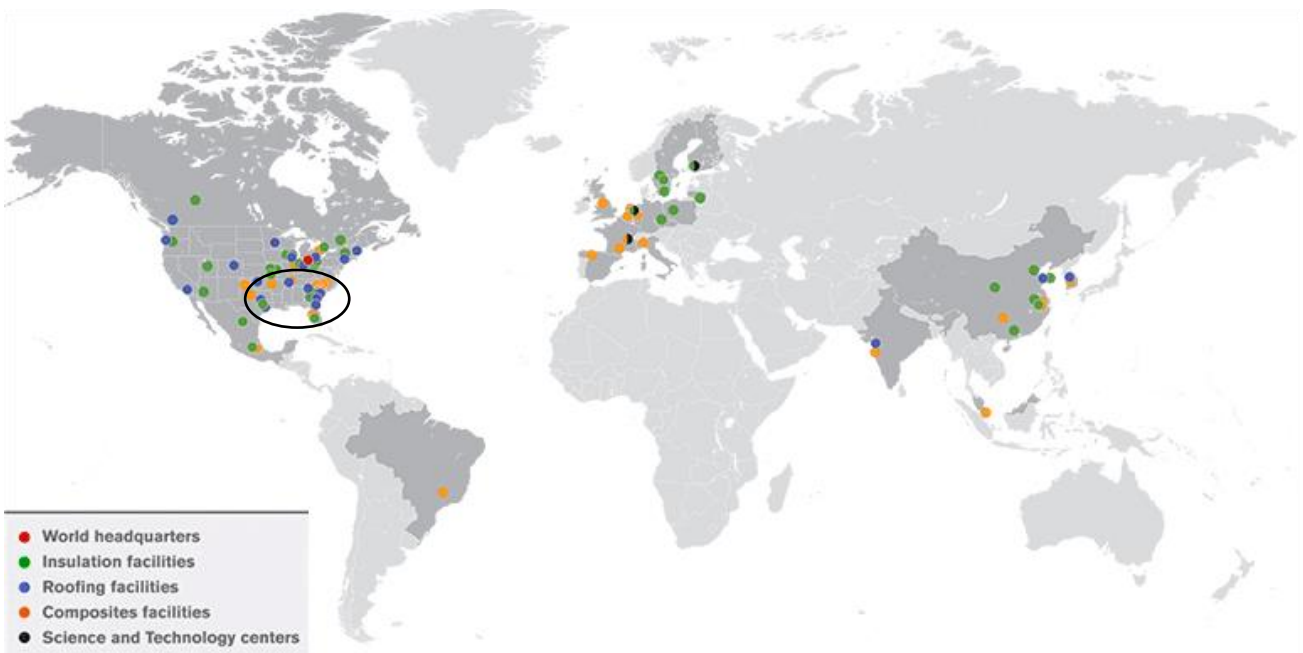 World headquarters
Insulation facilities
Roofing facilities
Composites facilities
Science and Technology centers